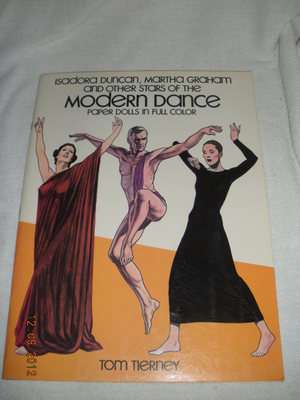 Isadora Duncan, Martha Graham
and Other Stars of the
Modern Dance
Paper Dolls in Full Color
Tom Tierney
12 09 2012